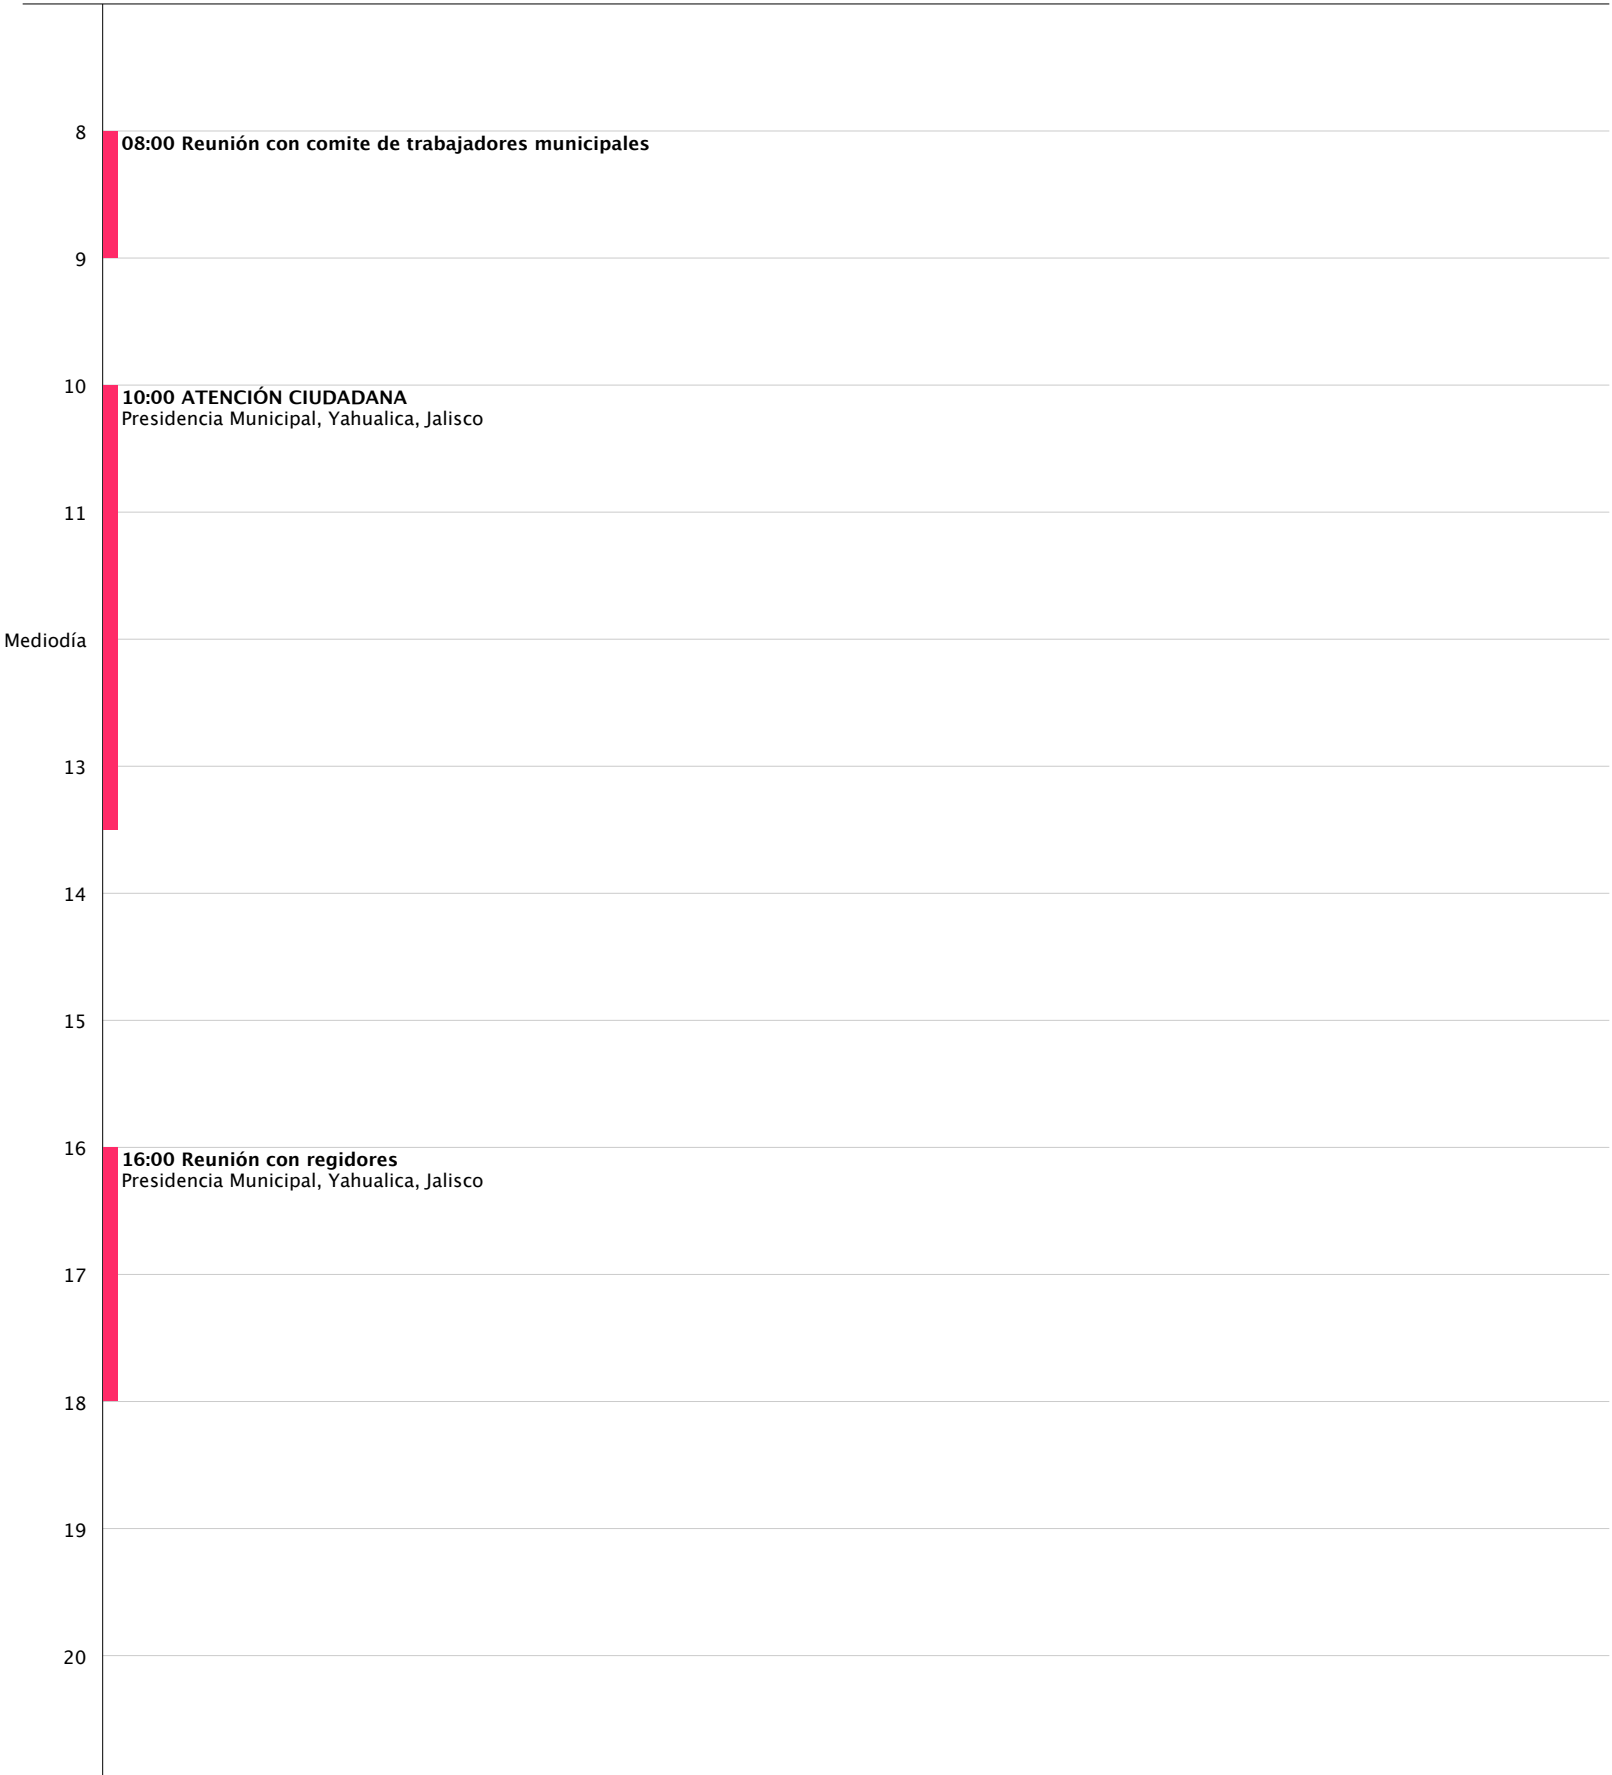 8
08:00 Reunión con comite de trabajadores municipales
9
10
10:00 ATENCIÓN CIUDADANA
Presidencia Municipal, Yahualica, Jalisco
11
Mediodía
13
14
15
16
16:00 Reunión con regidores
Presidencia Municipal, Yahualica, Jalisco
17
18
19
20